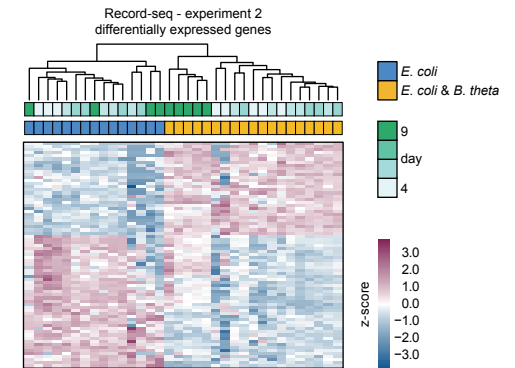 Record-seq - experiment 2
differentially expressed genes
E. coli
E. coli & B. theta
9
day
4
z-score
3.0
2.0
1.0
0.0
−1.0
−2.0
−3.0